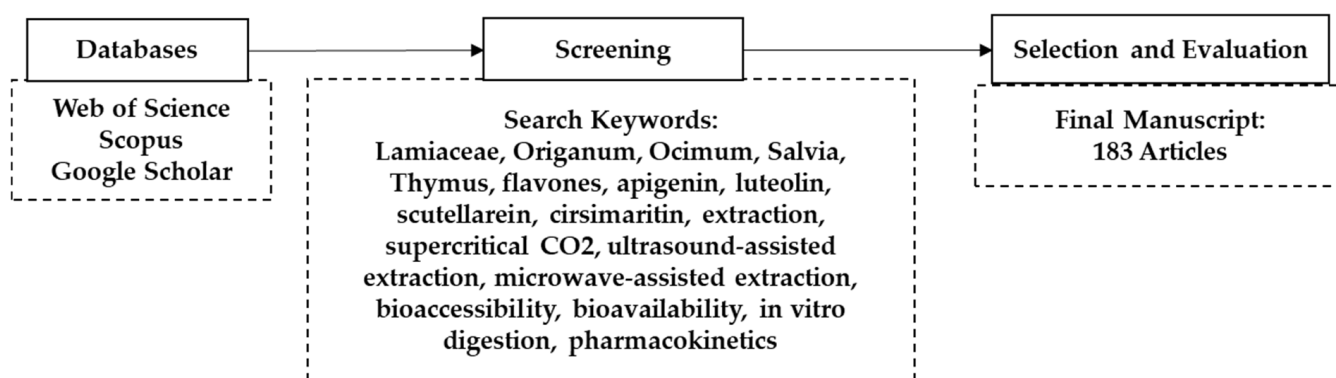 Databases
Web of Science
Scopus
Google Scholar
Screening
Search Keywords:
Lamiaceae, Origanum, Ocimum, Salvia,
Thymus, flavones, apigenin, luteolin,
scutellarein, cirsimaritin, extraction,
supercritical CO2, ultrasound-assisted
extraction, microwave-assisted extraction,
bioaccessibility, bioavailability, in vitro
digestion, pharmacokinetics
Selection and Evaluation
Final Manuscript:
183 Articles